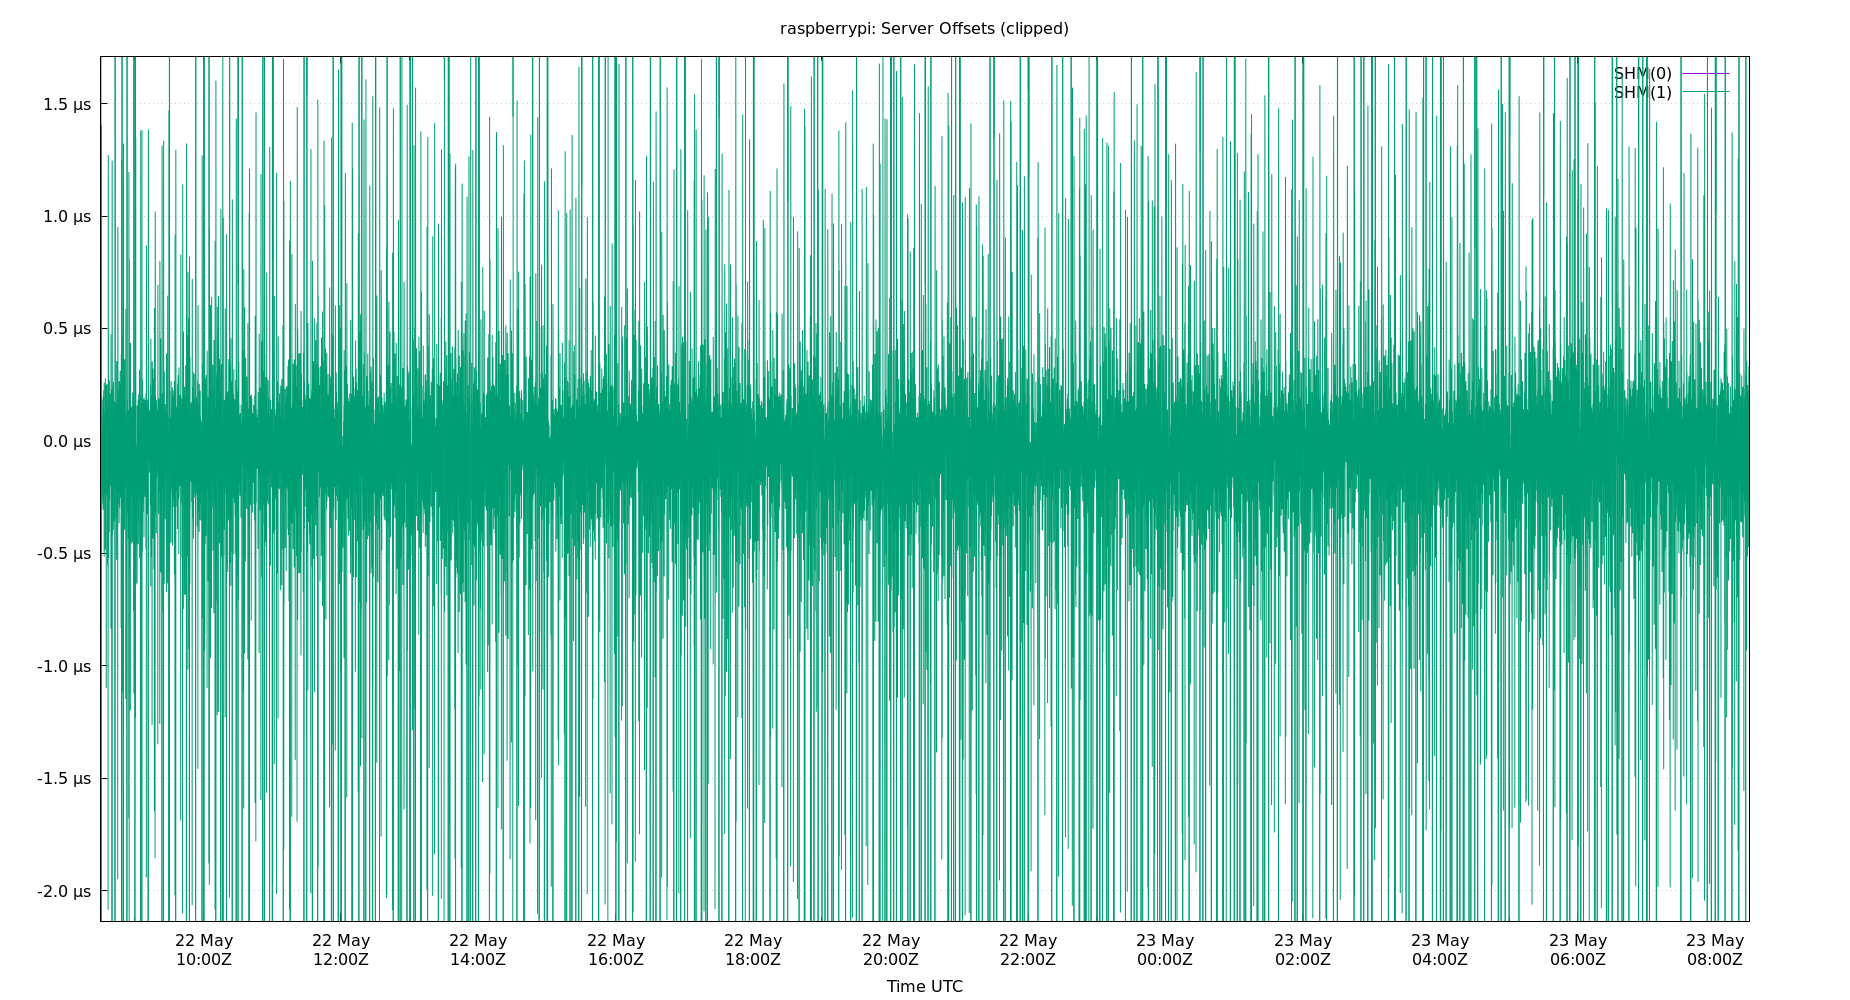 raspberrypi: Server Offsets (clipped)
SHM(0)
SHM(1)
1.5 µs
1.0 µs
0.5 µs
0.0 µs
-0.5 µs
-1.0 µs
-1.5 µs
-2.0 µs
22 May 22 May 22 May 22 May 22 May 22 May 22 May 23 May 23 May 23 May 23 May 23 May
10:00Z 12:00Z 14:00Z 16:00Z 18:00Z 20:00Z 22:00Z 00:00Z 02:00Z 04:00Z 06:00Z 08:00Z
Time UTC